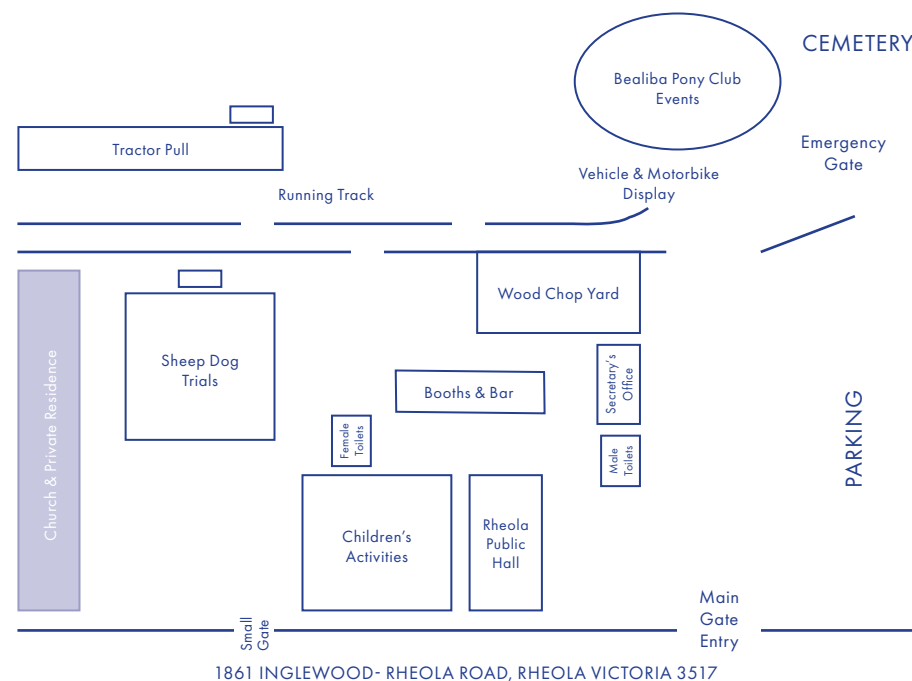 CEMETERY
Bealiba Pony Club
Events
Emergency
Gate
Tractor Pull
Vehicle & Motorbike
Display
Running Track
Wood Chop Yard
Sheep Dog
Trials
Secretary's
Office
Booths & Bar
Church & Private Residence
PARKING
Female
Toilets
Male
Toilets
Children's
Activities
Rheola
Public
Hall
Small
Gate
Main
Gate
Entry
1861 INGLEWOOD- RHEOLA ROAD, RHEOLA VICTORIA 3517